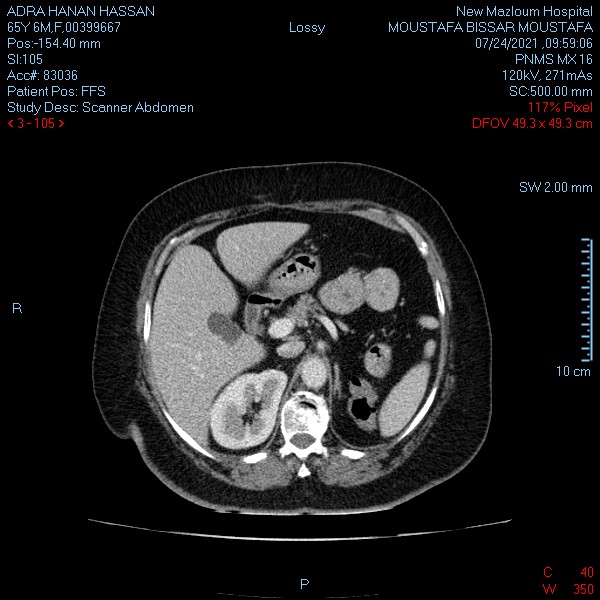 ADRA HANAN HASSAN
65Y 6M,F,00399667
Pos:-154.40 mm
SI:105
Acc#: 83036
Patient Pos: FFS
Study Desc: Scanner Abdomen
< 3 - 105 >
Lossy
New Mazloum Hospital
MOUSTAFA BISSAR MOUSTAFA
07/24/2021 ,09:59:06
PNMS MX 16
120kV, 271mAs
SC:500.00 mm
117% Pixel
DFOV 49.3 x 49.3 cm
SW 2.00 mm
R
10 cm
P
C 40
W 350